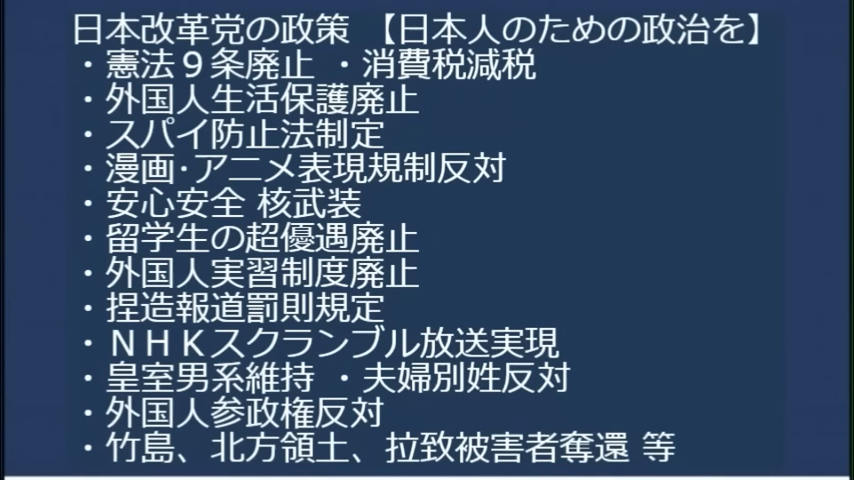 日本改革党の政策 【日本人のための政治を】
・憲法９条廃止 ・消費税減税
・外国人生活保護廃止
・スパイ防止法制定
・漫画・アニメ表現規制反対
・安心安全 核武装
・留学生の超優遇廃止
・外国人実習制度廃止
・捏造報道罰則規定
・ＮＨＫスクランブル放送実現
・皇室男系維持 ・夫婦別姓反対
・外国人参政権反対
・竹島、北方領土、拉致被害者奪還 等